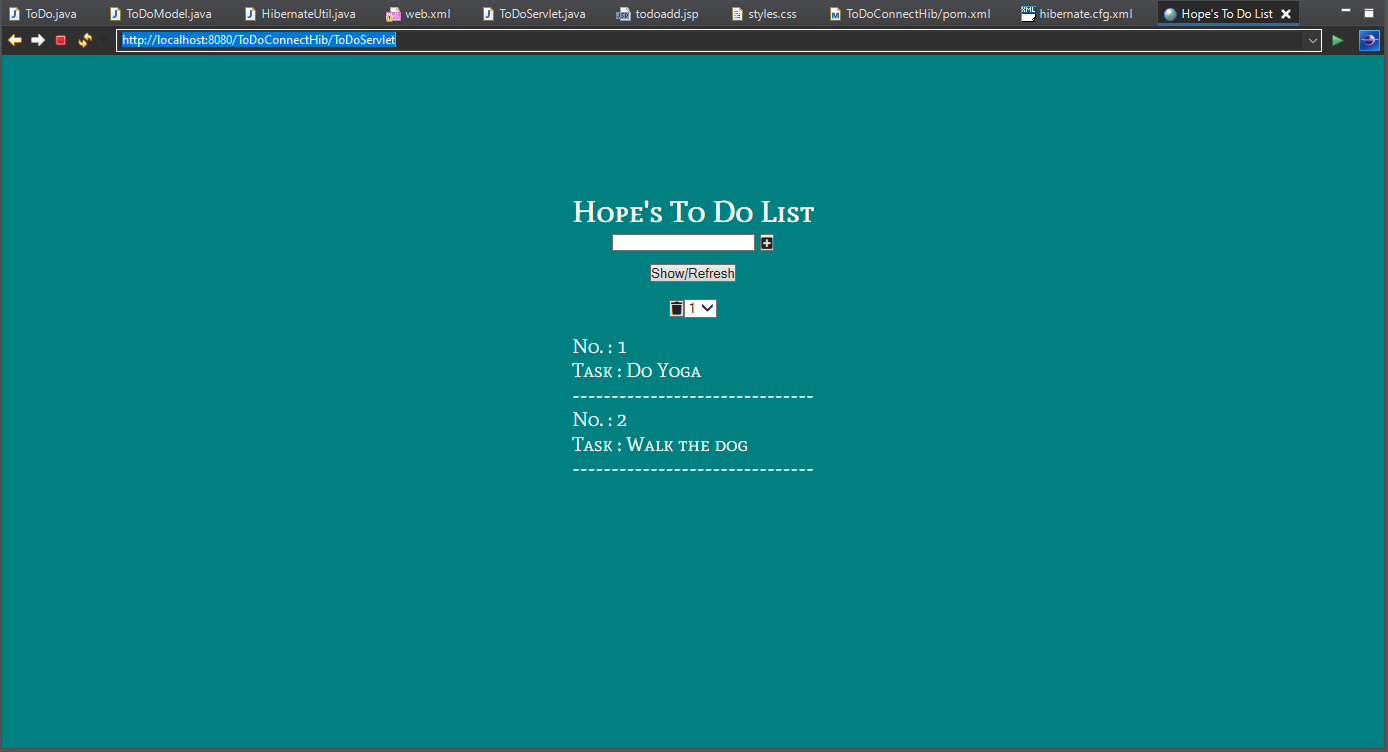 ToDo.java ToDoModel.java HibernateUtil.java web.xml ToDoServlet.java todoadd.jsp styles.css ToDoConnectHib/pom.xml hibernate.cfg.xml Hope's To Do List
http://localhost:8080/ToDoConnectHib/ToDoServlet
Hope's To Do List
Show/Refresh
1
No. : 1
Task : Do Yoga
-------------------------------
No. : 2
Task : Walk the dog
-------------------------------